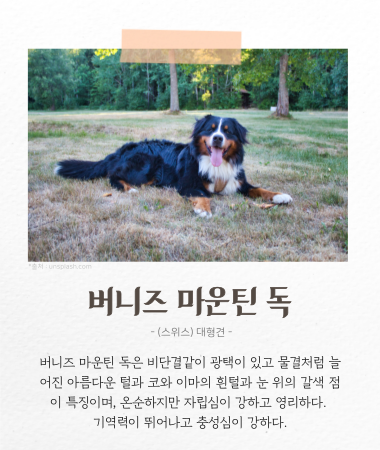 *출처 : unsplash.com
버니즈 마운틴 독
- (스위스) 대형견 -
버니즈 마운틴 독은 비단결같이 광택이 있고 물결처럼 늘
어진 아름다운 털과 코와 이마의 흰털과 눈 위의 갈색 점
이 특징이며, 온순하지만 자립심이 강하고 영리하다.
기억력이 뛰어나고 충성심이 강하다.